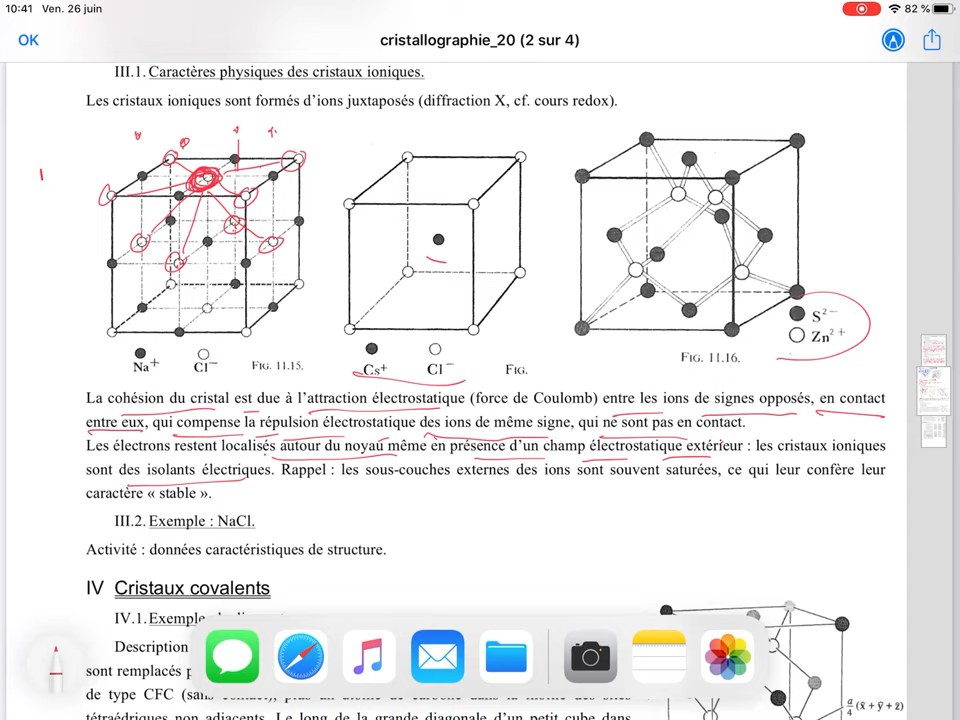 10:41 Ven. 26 juin
82 %
OK
cristallographie_20 (2 sur 4)
III.1. Caractères physiques des cristaux ioniques.
Les cristaux ioniques sont formés d'ions juxtaposés (diffraction X, cf. cours redox).
S²⁻
Zn²⁺
Na⁺ Cl⁻ FIG. 11.15.
Cs⁺ Cl⁻ FIG.
FIG. 11.16.
La cohésion du cristal est due à l'attraction électrostatique (force de Coulomb) entre les ions de signes opposés, en contact
entre eux, qui compense la répulsion électrostatique des ions de même signe, qui ne sont pas en contact.
Les électrons restent localisés autour du noyau même en présence d'un champ électrostatique extérieur : les cristaux ioniques
sont des isolants électriques. Rappel : les sous-couches externes des ions sont souvent saturées, ce qui leur confère leur
caractère « stable ».
III.2. Exemple : NaCl.
Activité : données caractéristiques de structure.
IV Cristaux covalents
IV.1. Exemple
Description
sont remplacés
de type CFC (sans
tétraédriques non adjacents. Le long de la grande diagonale d'un petit cube dans
a/4 (x̄ + ȳ + z̄)